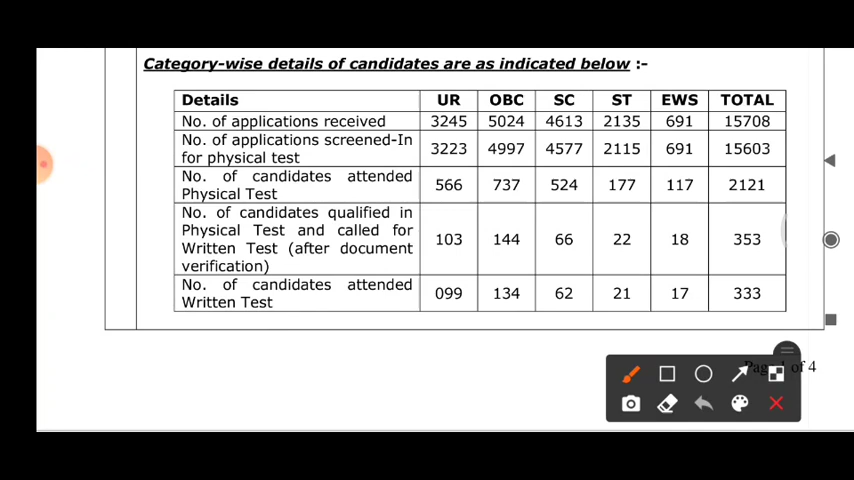 Category-wise details of candidates are as indicated below :-
Details UR OBC SC ST EWS TOTAL
No. of applications received 3245 5024 4613 2135 691 15708
No. of applications screened-In
for physical test 3223 4997 4577 2115 691 15603
No. of candidates attended
Physical Test 566 737 524 177 117 2121
No. of candidates qualified in
Physical Test and called for
Written Test (after document
verification) 103 144 66 22 18 353
No. of candidates attended
Written Test 099 134 62 21 17 333
of 4